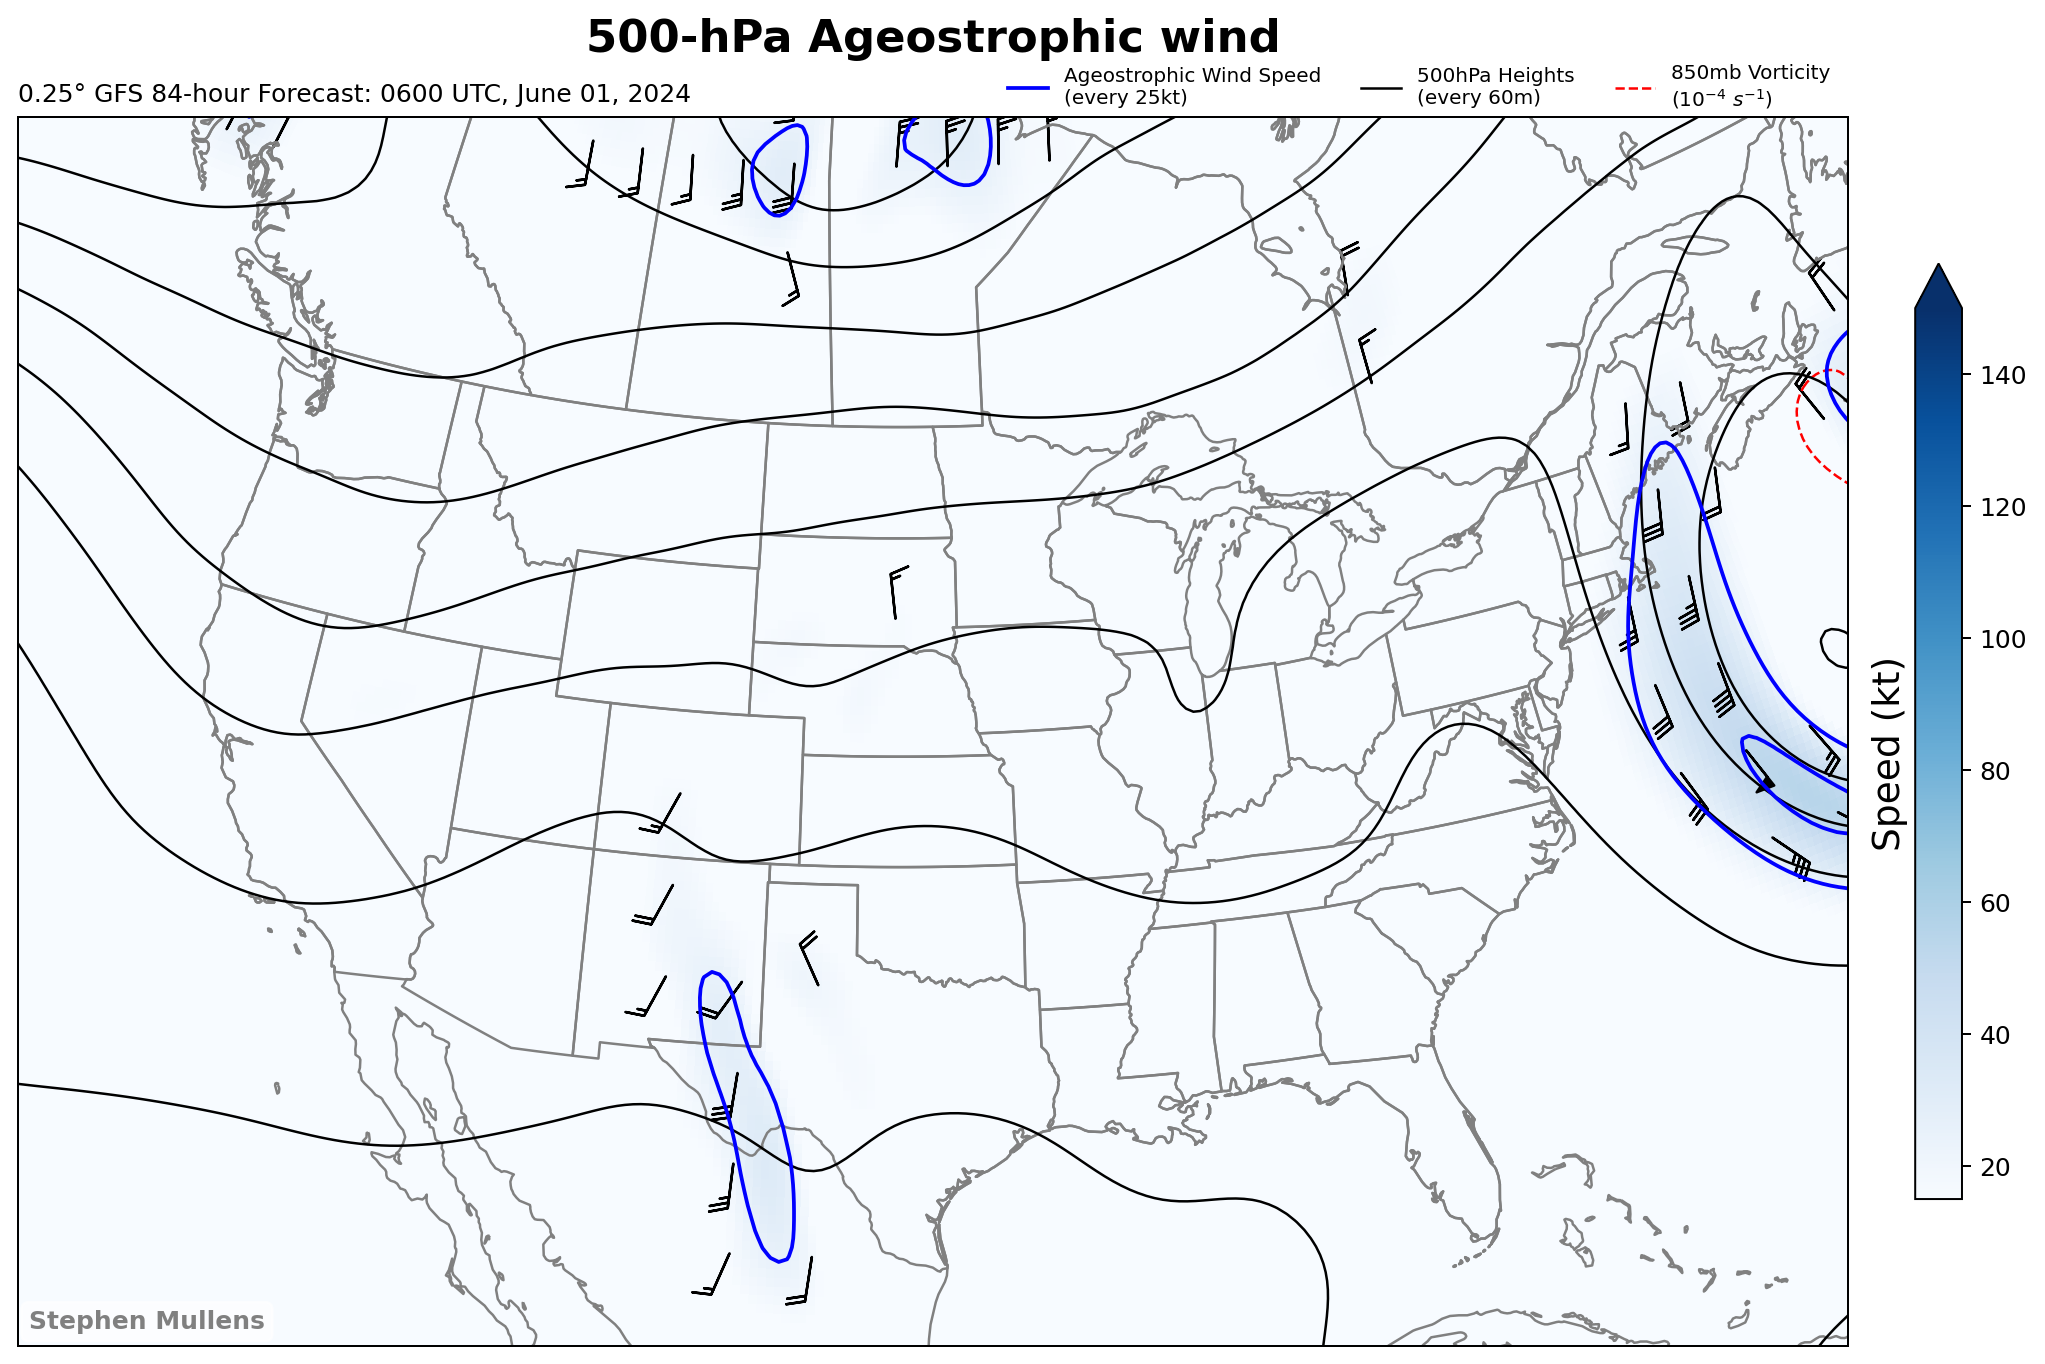 500-hPa Ageostrophic wind
0.25° GFS 84-hour Forecast: 0600 UTC, June 01, 2024
Ageostrophic Wind Speed
(every 25kt)
500hPa Heights
(every 60m)
850mb Vorticity
(10⁻⁴ s⁻¹)
140
120
100
80
60
40
20
Speed (kt)
Stephen Mullens